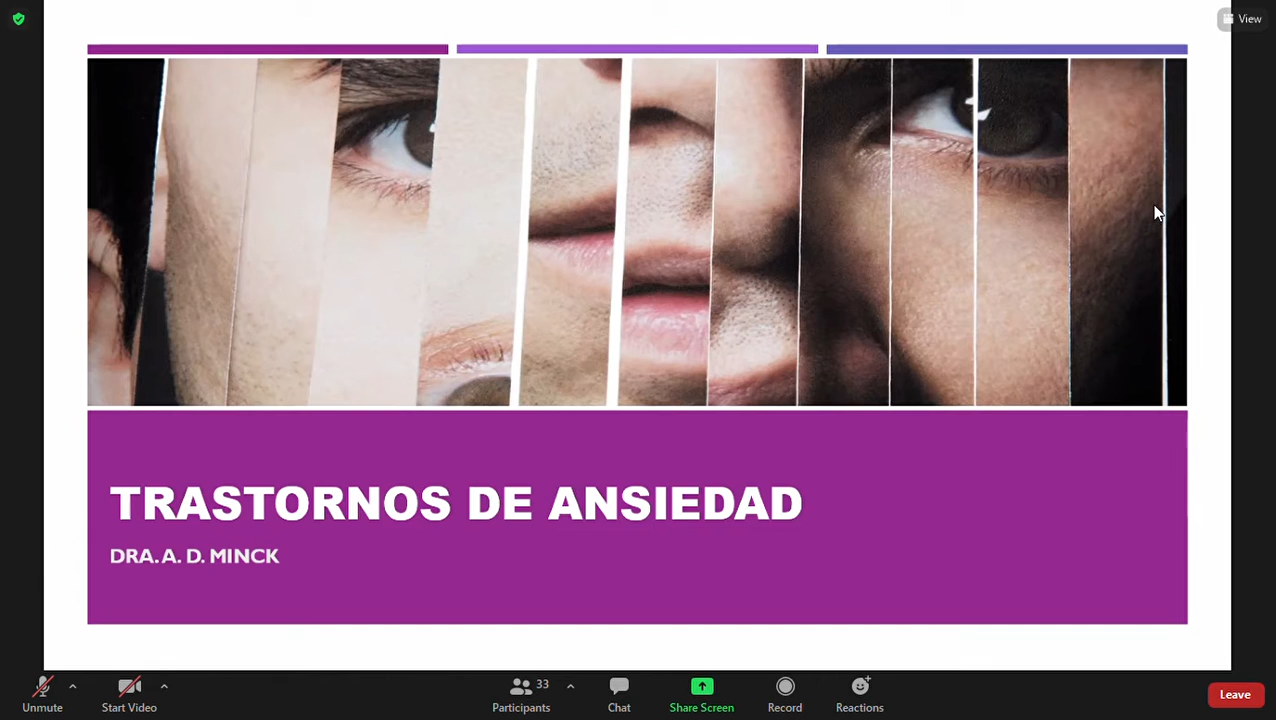 View
TRASTORNOS DE ANSIEDAD
DRA. A. D. MINCK
33
Unmute
Start Video
Participants
Chat
Share Screen
Record
Reactions
Leave